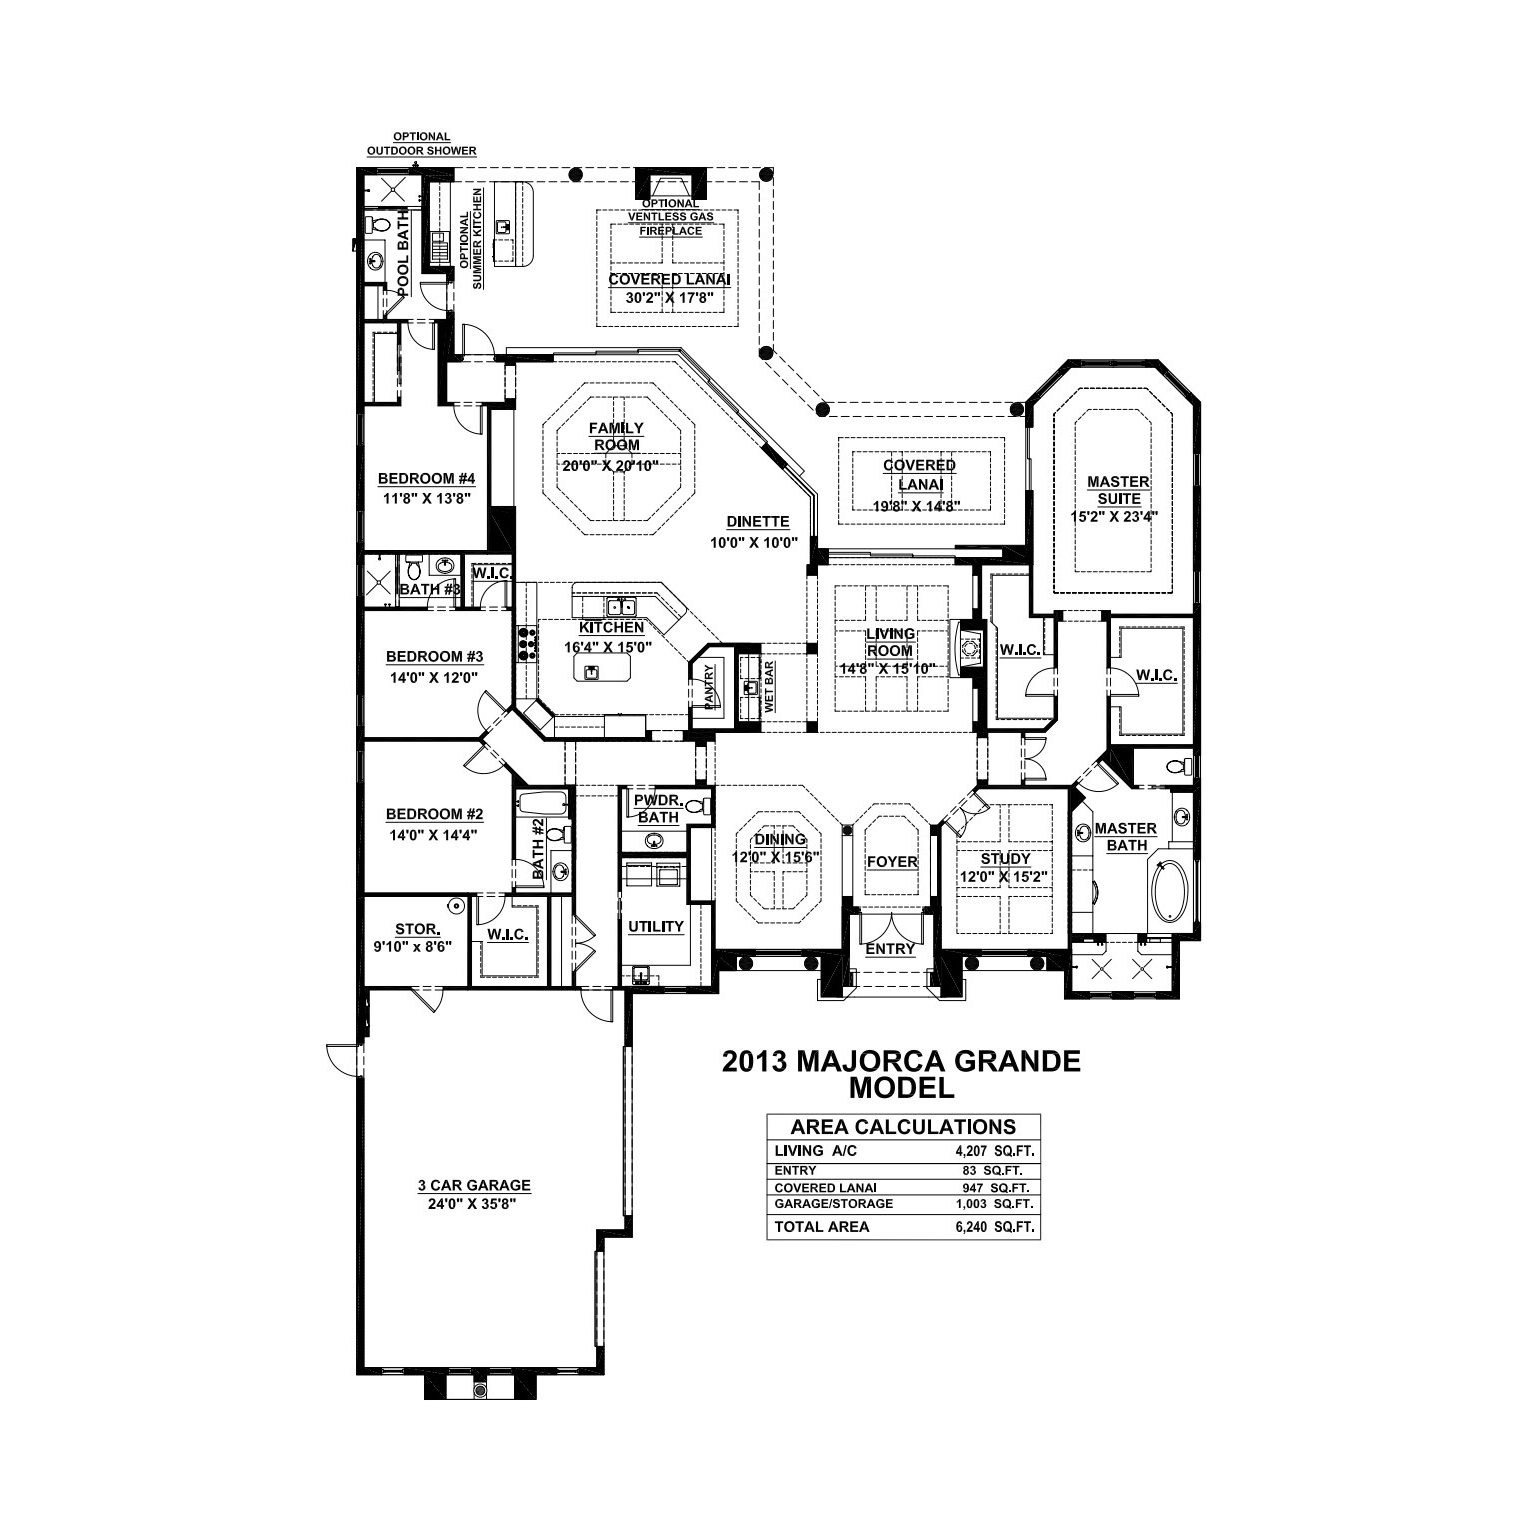 OPTIONAL
OUTDOOR SHOWER
POOL BATH
OPTIONAL
SUMMER KITCHEN
OPTIONAL
VENTLESS GAS
FIREPLACE
COVERED LANAI
30'2" X 17'8"
FAMILY
ROOM
20'0" X 20'10"
BEDROOM #4
11'8" X 13'8"
DINETTE
10'0" X 10'0"
COVERED
LANAI
19'8" X 14'8"
MASTER
SUITE
15'2" X 23'4"
BATH #3
W.I.C.
KITCHEN
16'4" X 15'0"
BEDROOM #3
14'0" X 12'0"
PANTRY
WET BAR
LIVING
ROOM
14'8" X 15'10"
W.I.C.
W.I.C.
BEDROOM #2
14'0" X 14'4"
BATH #2
PWDR.
BATH
DINING
12'0" X 15'6"
FOYER
STUDY
12'0" X 15'2"
MASTER
BATH
STOR.
9'10" x 8'6"
W.I.C.
UTILITY
ENTRY
3 CAR GARAGE
24'0" X 35'8"
2013 MAJORCA GRANDE
MODEL
AREA CALCULATIONS
LIVING A/C 4,207 SQ.FT.
ENTRY 83 SQ.FT.
COVERED LANAI 947 SQ.FT.
GARAGE/STORAGE 1,003 SQ.FT.
TOTAL AREA 6,240 SQ.FT.